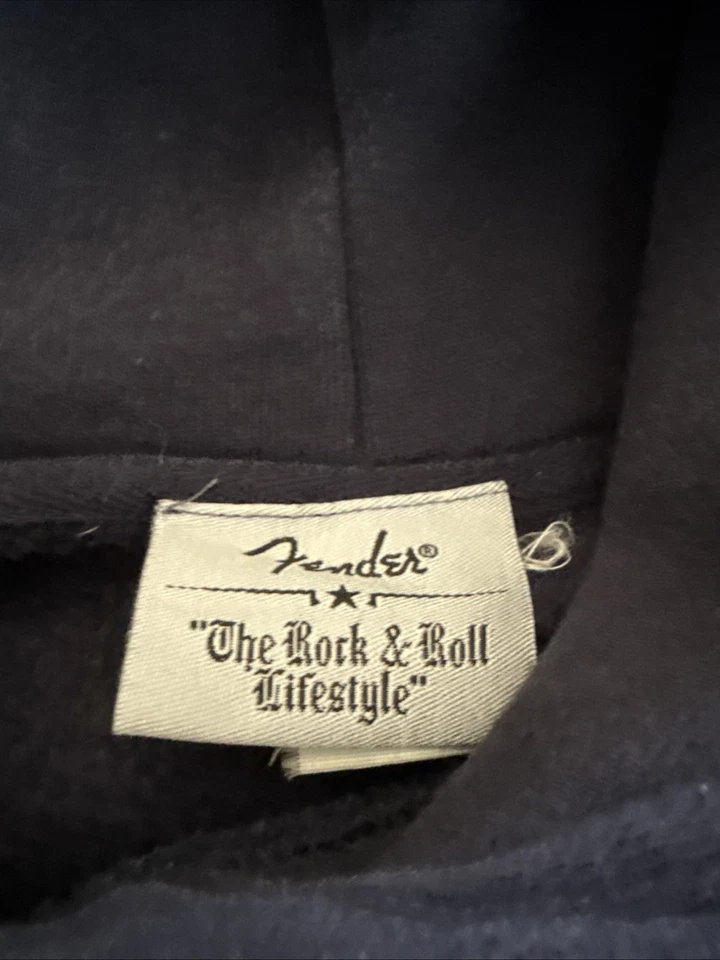 Fender®
"The Rock & Roll
Lifestyle"